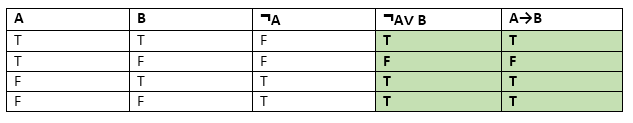 A B ¬A ¬A∨ B A→B
T T F T T
T F F F F
F T T T T
F F T T T